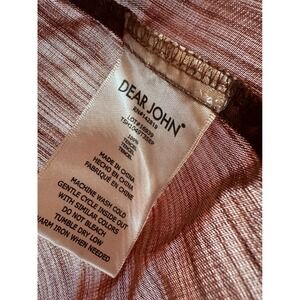 DEAR JOHN®
MADE IN CHINA
HECHO EN CHINA
FABRIQUÉ EN CHINE
MACHINE WASH COLD
GENTLE CYCLE INSIDE OUT
WITH SIMILAR COLORS
DO NOT BLEACH
TUMBLE DRY LOW
WARM IRON WHEN NEEDED